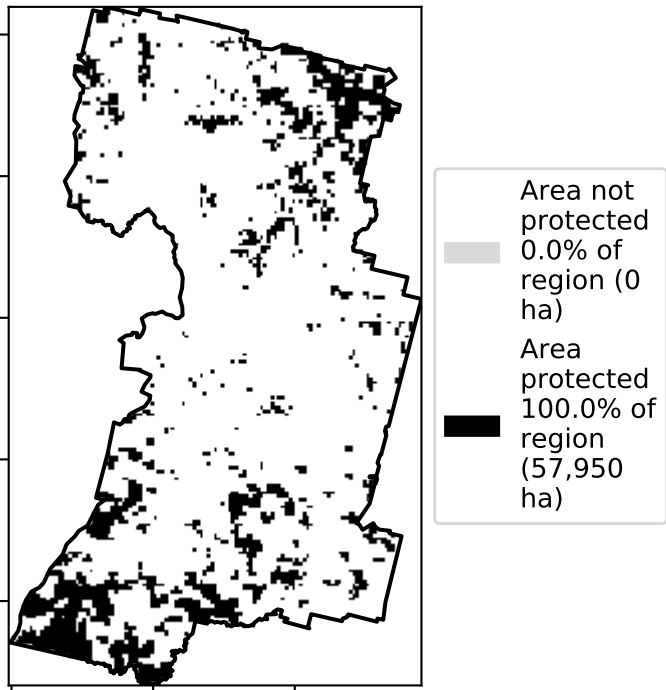 Area not
protected
0.0% of
region (0
ha)
Area
protected
100.0% of
region
(57,950
ha)